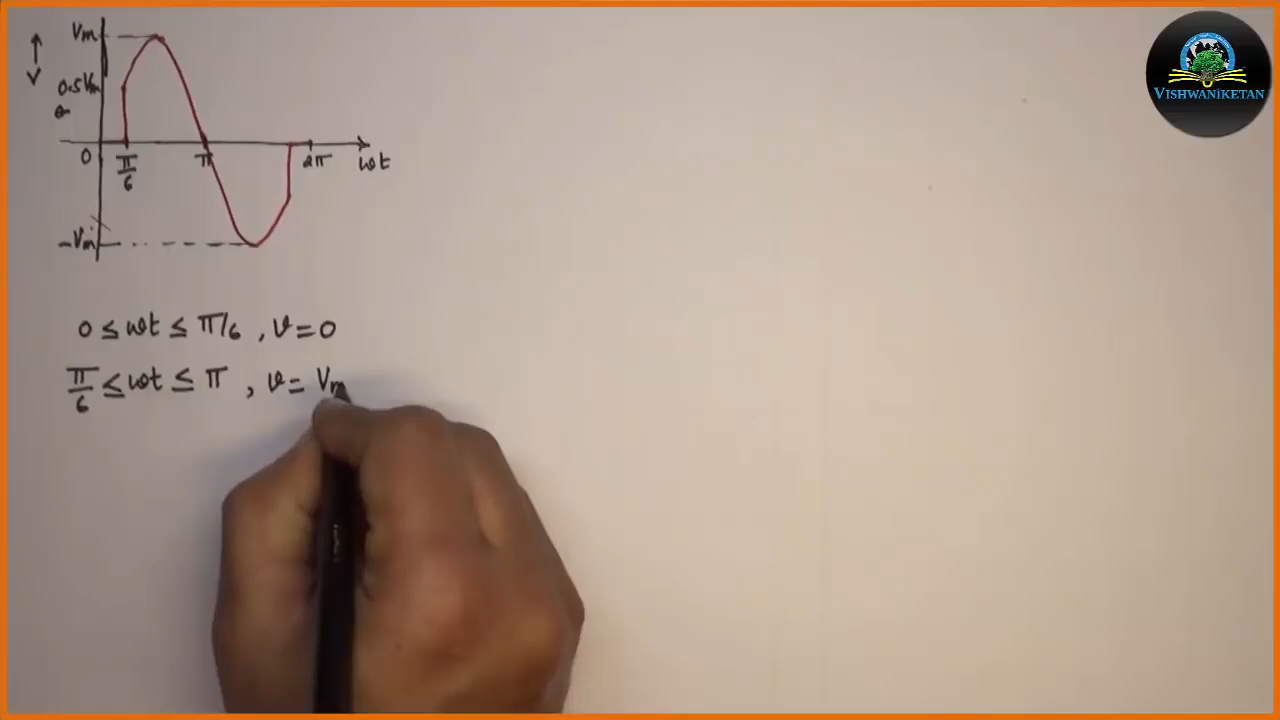 Vm
V
0.5Vm
0
π/6
π
2π
ωt
-Vm
0 ≤ ωt ≤ π/6 , v = 0
π/6 ≤ ωt ≤ π , v = Vm
VISHWANIKETAN